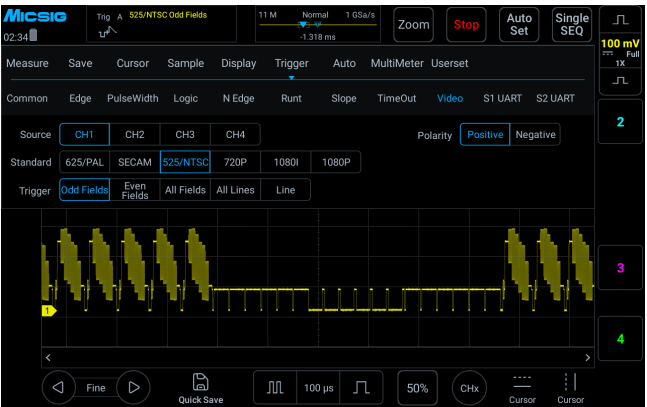 Micsig
02:34
Trig A 525/NTSC Odd Fields
11 M Normal 1 GSa/s
-1.318 ms
Zoom
Stop
Auto Set
Single SEQ
100 mV
Full
1X
Measure Save Cursor Sample Display Trigger Auto MultiMeter Userset
Common Edge PulseWidth Logic N Edge Runt Slope TimeOut Video S1 UART S2 UART
2
Source CH1 CH2 CH3 CH4 Polarity Positive Negative
Standard 625/PAL SECAM 525/NTSC 720P 1080I 1080P
Trigger Odd Fields Even Fields All Fields All Lines Line
3
1
4
Fine
Quick Save
100 µs
50%
CHx
Cursor
Cursor